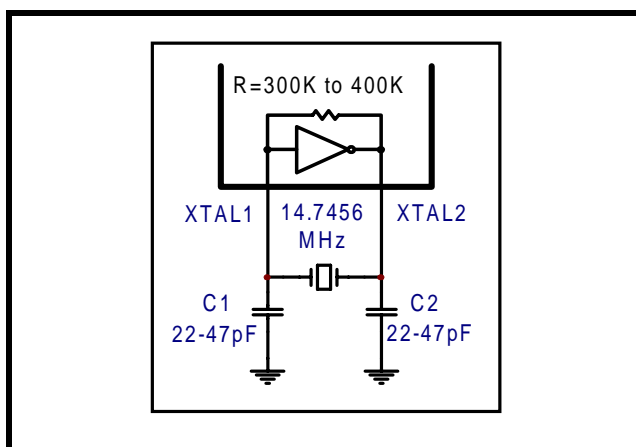 R=300K to 400K
XTAL1 14.7456 XTAL2
MHz
C1 C2
22-47pF 22-47pF